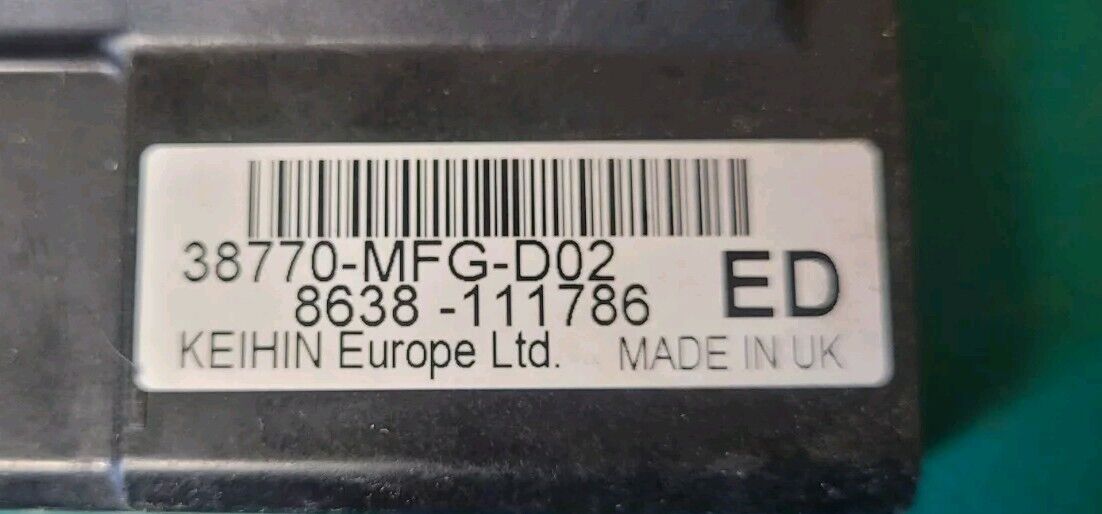 38770-MFG-D02
8638 -111786
ED
KEIHIN Europe Ltd. MADE IN UK